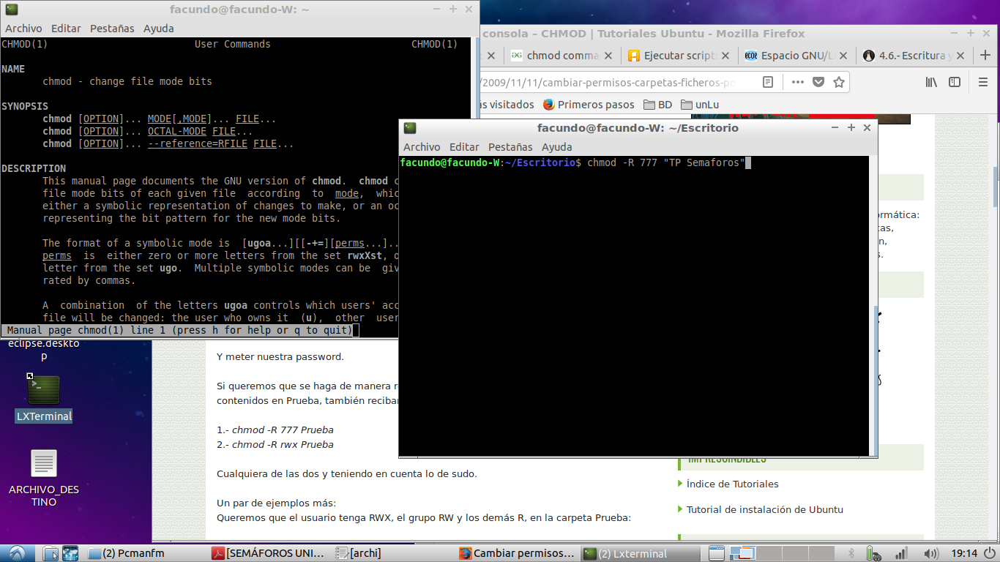 facundo@facundo-W: ~
Archivo Editar Pestañas Ayuda
CHMOD(1) User Commands CHMOD(1)
NAME
chmod - change file mode bits
SYNOPSIS
chmod [OPTION]... MODE[,MODE]... FILE...
chmod [OPTION]... OCTAL-MODE FILE...
chmod [OPTION]... --reference=RFILE FILE...
DESCRIPTION
This manual page documents the GNU version of chmod. chmod c
file mode bits of each given file according to mode, whic
either a symbolic representation of changes to make, or an oc
representing the bit pattern for the new mode bits.
The format of a symbolic mode is [ugoa...][[-+=][perms...]..
perms is either zero or more letters from the set rwxXst, o
letter from the set ugo. Multiple symbolic modes can be giv
rated by commas.
A combination of the letters ugoa controls which users' acc
file will be changed: the user who owns it (u), other user
Manual page chmod(1) line 1 (press h for help or q to quit)
consola – CHMOD | Tutoriales Ubuntu - Mozilla Firefox
chmod comma
Ejecutar script
Espacio GNU/L
4.6.- Escritura y
/2009/11/11/cambiar-permisos-carpetas-ficheros-po
ás visitados Primeros pasos BD unLu
facundo@facundo-W: ~/Escritorio
Archivo Editar Pestañas Ayuda
facundo@facundo-W:~/Escritorio$ chmod -R 777 "TP Semaforos"
ormática:
tas,
n,
s.
Y meter nuestra password.
Si queremos que se haga de manera r
contenidos en Prueba, también reciban
1.- chmod -R 777 Prueba
2.- chmod -R rwx Prueba
Cualquiera de las dos y teniendo en cuenta lo de sudo.
Un par de ejemplos más:
Queremos que el usuario tenga RWX, el grupo RW y los demás R, en la carpeta Prueba:
IMPRESCINDIBLES
Índice de Tutoriales
Tutorial de instalación de Ubuntu
eclipse.deskto
p
LXTerminal
ARCHIVO_DES
TINO
(2) Pcmanfm
[SEMÁFOROS UNI...
[archi]
Cambiar permisos...
(2) Lxterminal
19:14